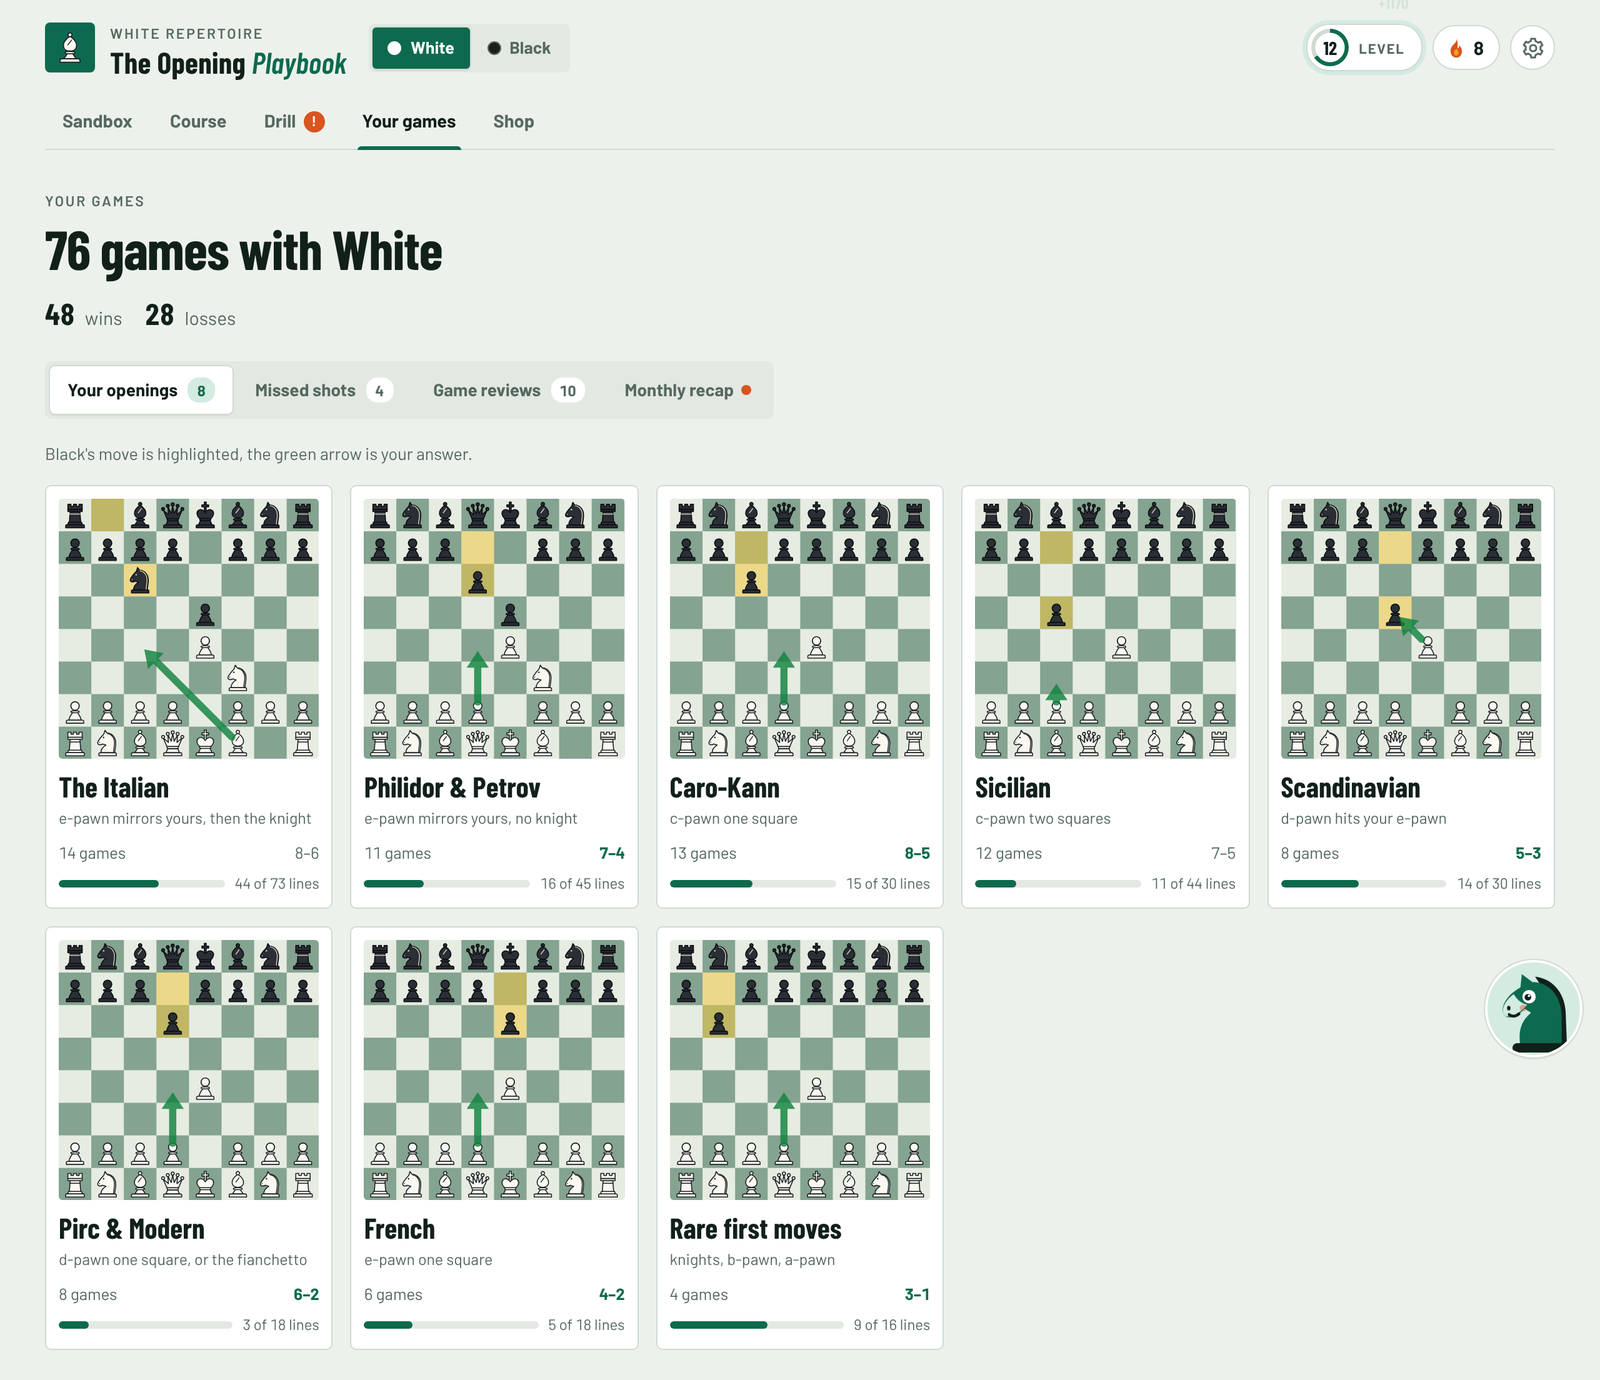 WHITE REPERTOIRE
The Opening Playbook
White
Black
12 LEVEL
8
Sandbox
Course
Drill !
Your games
Shop
YOUR GAMES
76 games with White
48 wins 28 losses
Your openings 8
Missed shots 4
Game reviews 10
Monthly recap
Black's move is highlighted, the green arrow is your answer.
The Italian
e-pawn mirrors yours, then the knight
14 games 8–6
44 of 73 lines
Philidor & Petrov
e-pawn mirrors yours, no knight
11 games 7–4
16 of 45 lines
Caro-Kann
c-pawn one square
13 games 8–5
15 of 30 lines
Sicilian
c-pawn two squares
12 games 7–5
11 of 44 lines
Scandinavian
d-pawn hits your e-pawn
8 games 5–3
14 of 30 lines
Pirc & Modern
d-pawn one square, or the fianchetto
8 games 6–2
3 of 18 lines
French
e-pawn one square
6 games 4–2
5 of 18 lines
Rare first moves
knights, b-pawn, a-pawn
4 games 3–1
9 of 16 lines